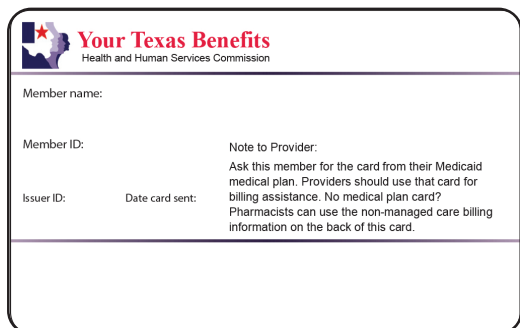 Your Texas Benefits
Health and Human Services Commission
Member name:
Member ID:
Note to Provider:
Ask this member for the card from their Medicaid
medical plan. Providers should use that card for
billing assistance. No medical plan card?
Pharmacists can use the non-managed care billing
information on the back of this card.
Issuer ID:
Date card sent: